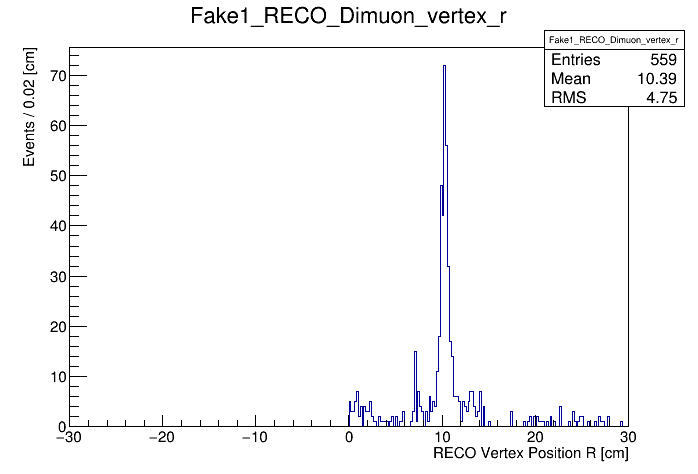 Fake1_RECO_Dimuon_vertex_r
Fake1_RECO_Dimuon_vertex_r
Entries 559
Mean 10.39
RMS 4.75
Events / 0.02 [cm]
70
60
50
40
30
20
10
0
−30 −20 −10 0 10 20 30
RECO Vertex Position R [cm]